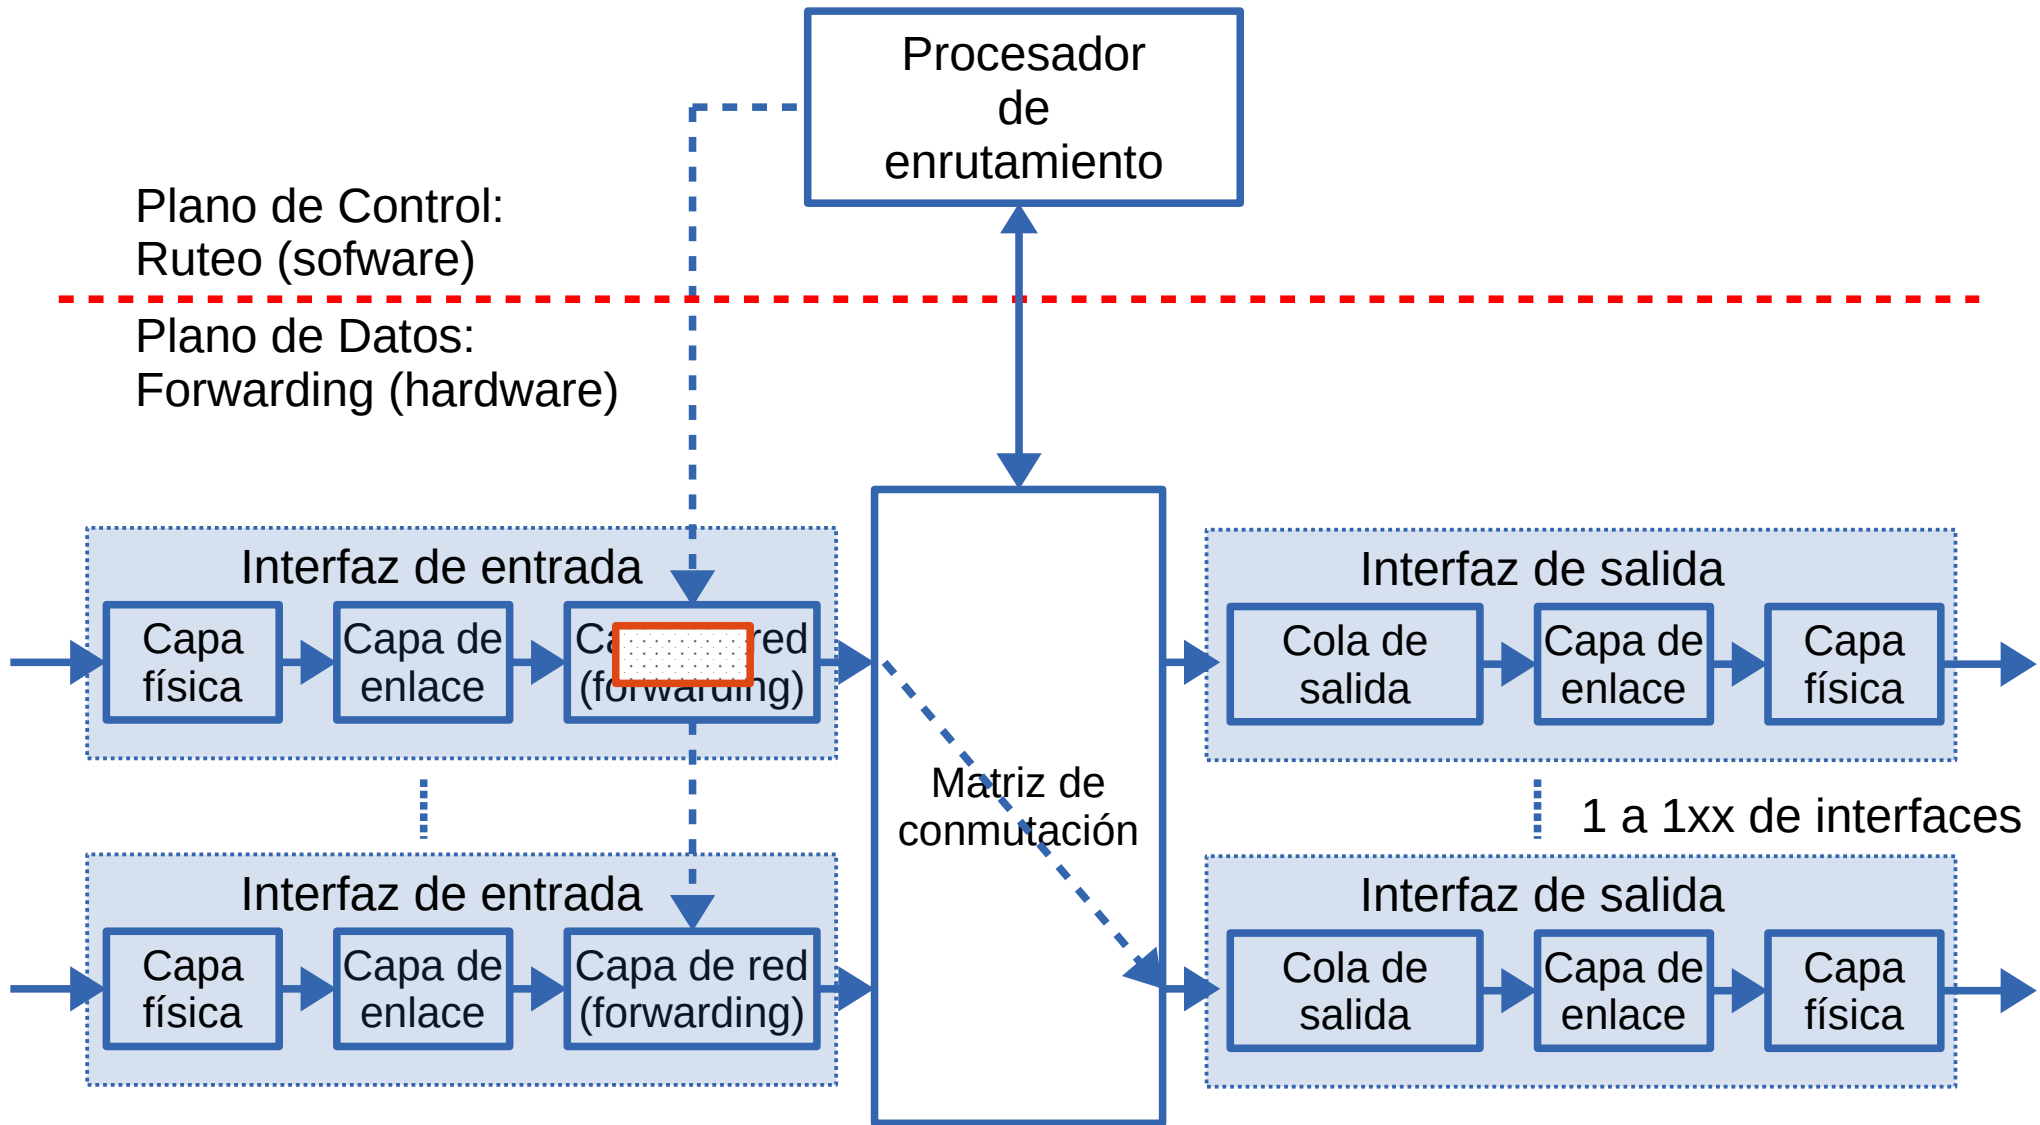 Procesador
de
enrutamiento
Plano de Control:
Ruteo (sofware)
Plano de Datos:
Forwarding (hardware)
Interfaz de entrada
Capa
física
Capa de
enlace
red
(forwarding)
Matriz de
conmutación
Interfaz de salida
Cola de
salida
Capa de
enlace
Capa
física
1 a 1xx de interfaces
Interfaz de entrada
Capa
física
Capa de
enlace
Capa de red
(forwarding)
Interfaz de salida
Cola de
salida
Capa de
enlace
Capa
física